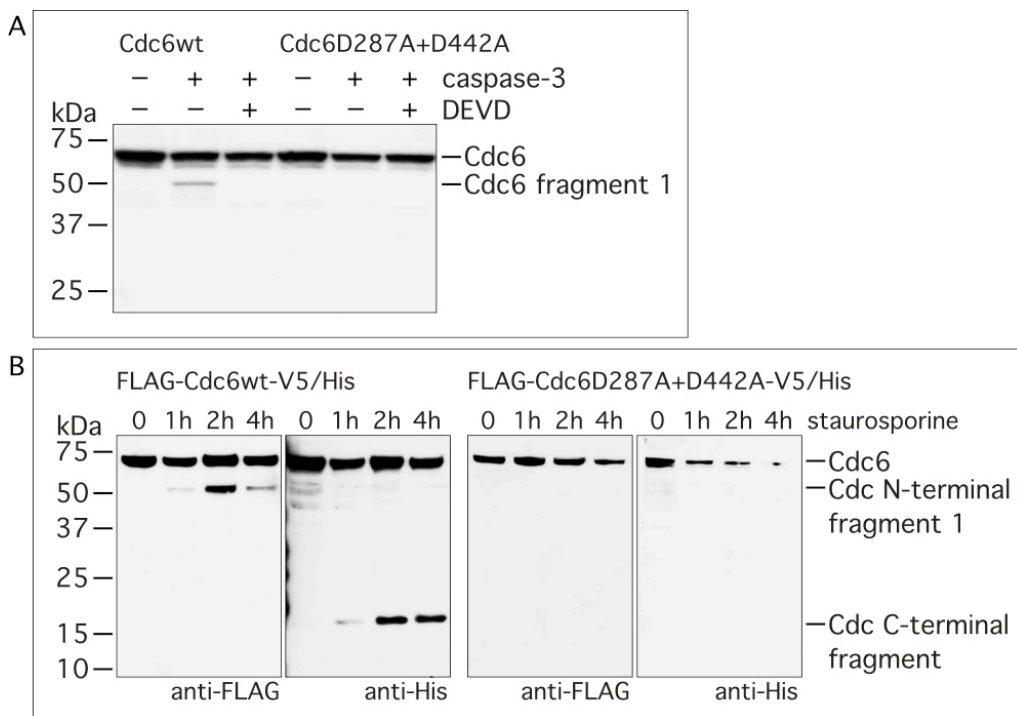 A
Cdc6wt Cdc6D287A+D442A
− + + − + + caspase-3
kDa − − + − − + DEVD
75
Cdc6
50 Cdc6 fragment 1
37
25
B
FLAG-Cdc6wt-V5/His FLAG-Cdc6D287A+D442A-V5/His
kDa 0 1h 2h 4h 0 1h 2h 4h 0 1h 2h 4h 0 1h 2h 4h staurosporine
75
Cdc6
50 Cdc N-terminal
37 fragment 1
25
15 Cdc C-terminal
10 fragment
anti-FLAG anti-His anti-FLAG anti-His